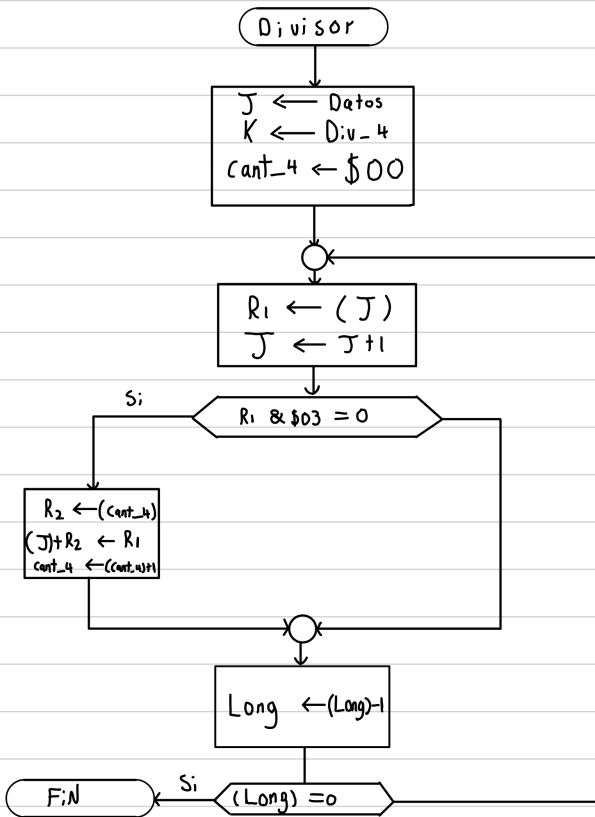 Divisor
J ← Datos
K ← Div_4
Cant_4 ← $00
R1 ← (J)
J ← J+1
Si
R1 & $03 = 0
R2 ← (Cant_4)
(J)+R2 ← R1
cant_4 ← ((cant_4)+1
Long ← (Long)-1
Si
FiN
(Long) = 0